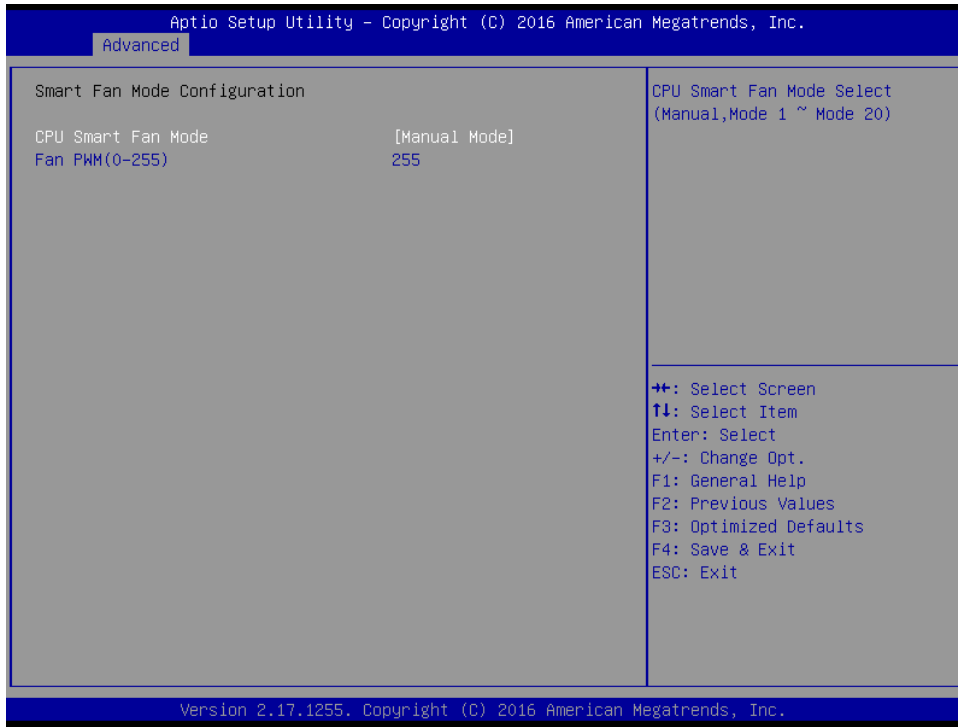 Aptio Setup Utility – Copyright (C) 2016 American Megatrends, Inc.
Advanced
Smart Fan Mode Configuration
CPU Smart Fan Mode [Manual Mode]
Fan PWM(0-255) 255
CPU Smart Fan Mode Select
(Manual,Mode 1 ~ Mode 20)
→←: Select Screen
↑↓: Select Item
Enter: Select
+/-: Change Opt.
F1: General Help
F2: Previous Values
F3: Optimized Defaults
F4: Save & Exit
ESC: Exit
Version 2.17.1255. Copyright (C) 2016 American Megatrends, Inc.